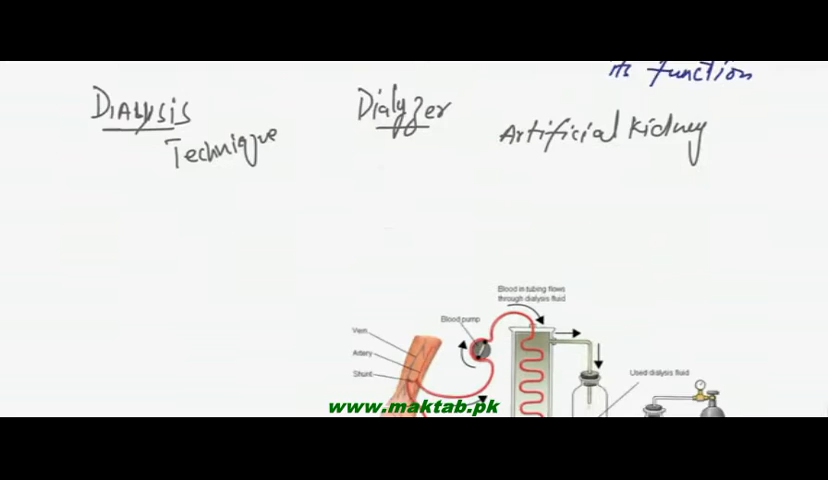 Its function
DIALYSIS
Technique
Dialyzer
Artificial Kidney
Blood in tubing flows
through dialysis fluid
Blood pump
Vein
Artery
Shunt
Used dialysis fluid
www.maktab.pk